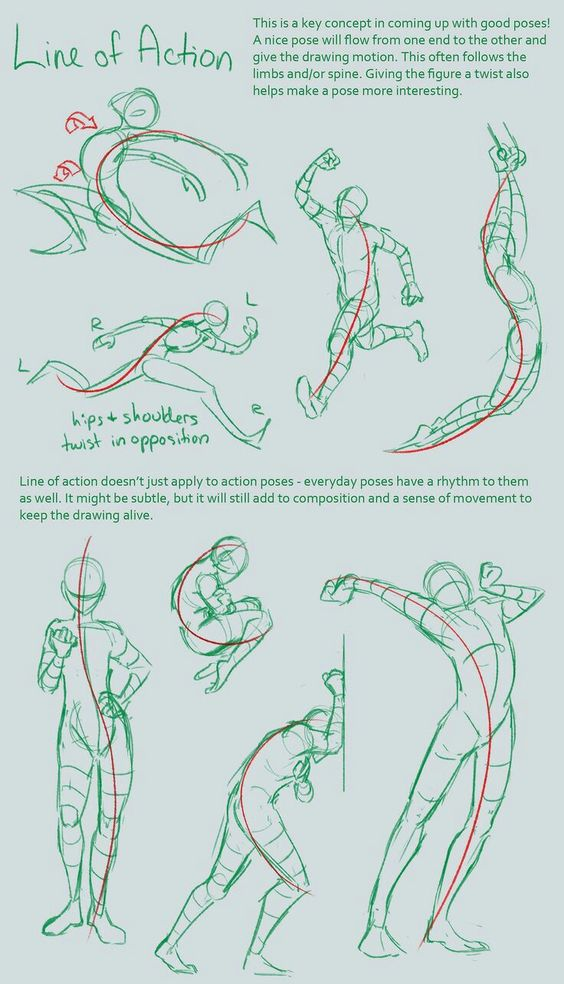 Line of Action
This is a key concept in coming up with good poses!
A nice pose will flow from one end to the other and
give the drawing motion. This often follows the
limbs and/or spine. Giving the figure a twist also
helps make a pose more interesting.
L
R
L
R
hips + shoulders
twist in opposition
Line of action doesn't just apply to action poses - everyday poses have a rhythm to them
as well. It might be subtle, but it will still add to composition and a sense of movement to
keep the drawing alive.